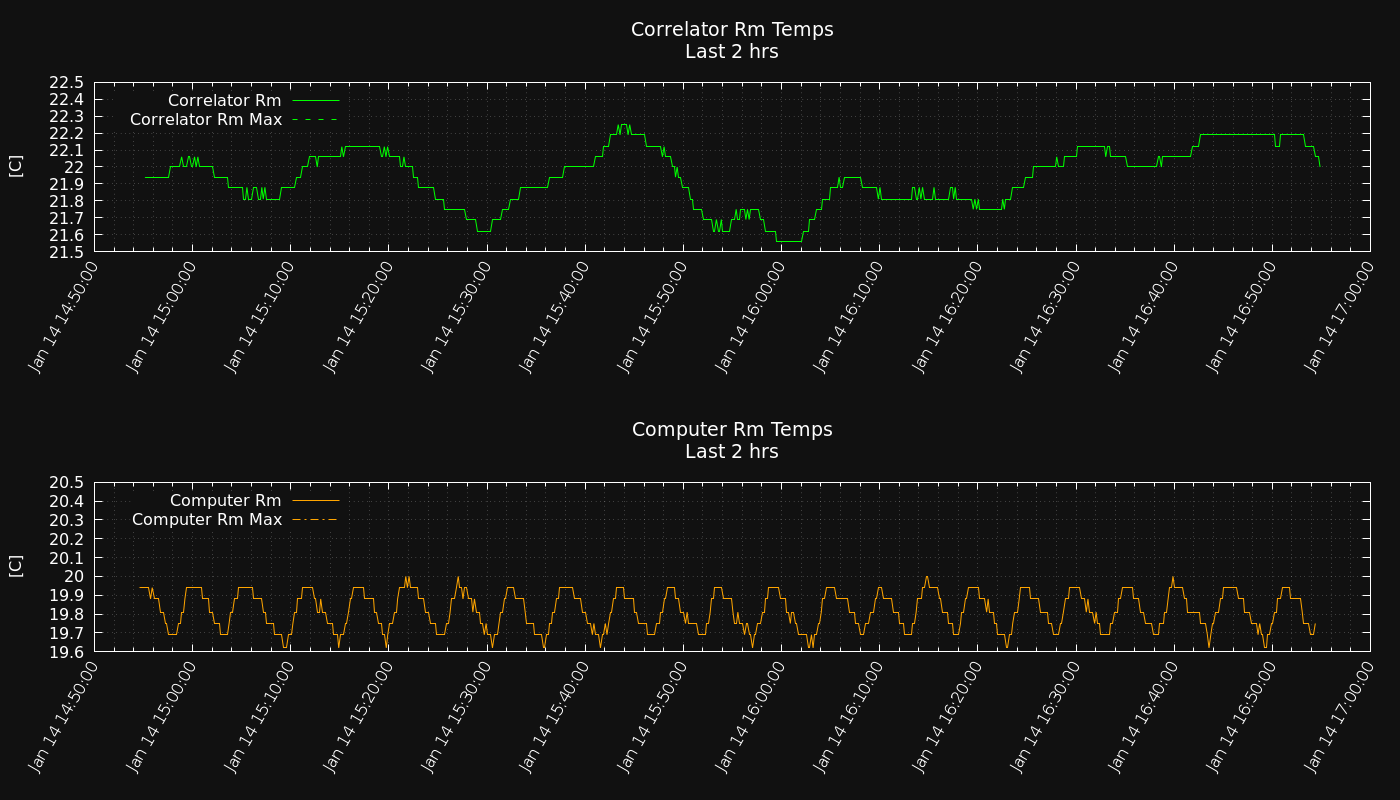 Correlator Rm Temps
Last 2 hrs
22.5
22.4
22.3
22.2
22.1
22
21.9
21.8
21.7
21.6
21.5
[C]
Correlator Rm
Correlator Rm Max
Jan 14 14:50:00
Jan 14 15:00:00
Jan 14 15:10:00
Jan 14 15:20:00
Jan 14 15:30:00
Jan 14 15:40:00
Jan 14 15:50:00
Jan 14 16:00:00
Jan 14 16:10:00
Jan 14 16:20:00
Jan 14 16:30:00
Jan 14 16:40:00
Jan 14 16:50:00
Jan 14 17:00:00
Computer Rm Temps
Last 2 hrs
20.5
20.4
20.3
20.2
20.1
20
19.9
19.8
19.7
19.6
[C]
Computer Rm
Computer Rm Max
Jan 14 14:50:00
Jan 14 15:00:00
Jan 14 15:10:00
Jan 14 15:20:00
Jan 14 15:30:00
Jan 14 15:40:00
Jan 14 15:50:00
Jan 14 16:00:00
Jan 14 16:10:00
Jan 14 16:20:00
Jan 14 16:30:00
Jan 14 16:40:00
Jan 14 16:50:00
Jan 14 17:00:00